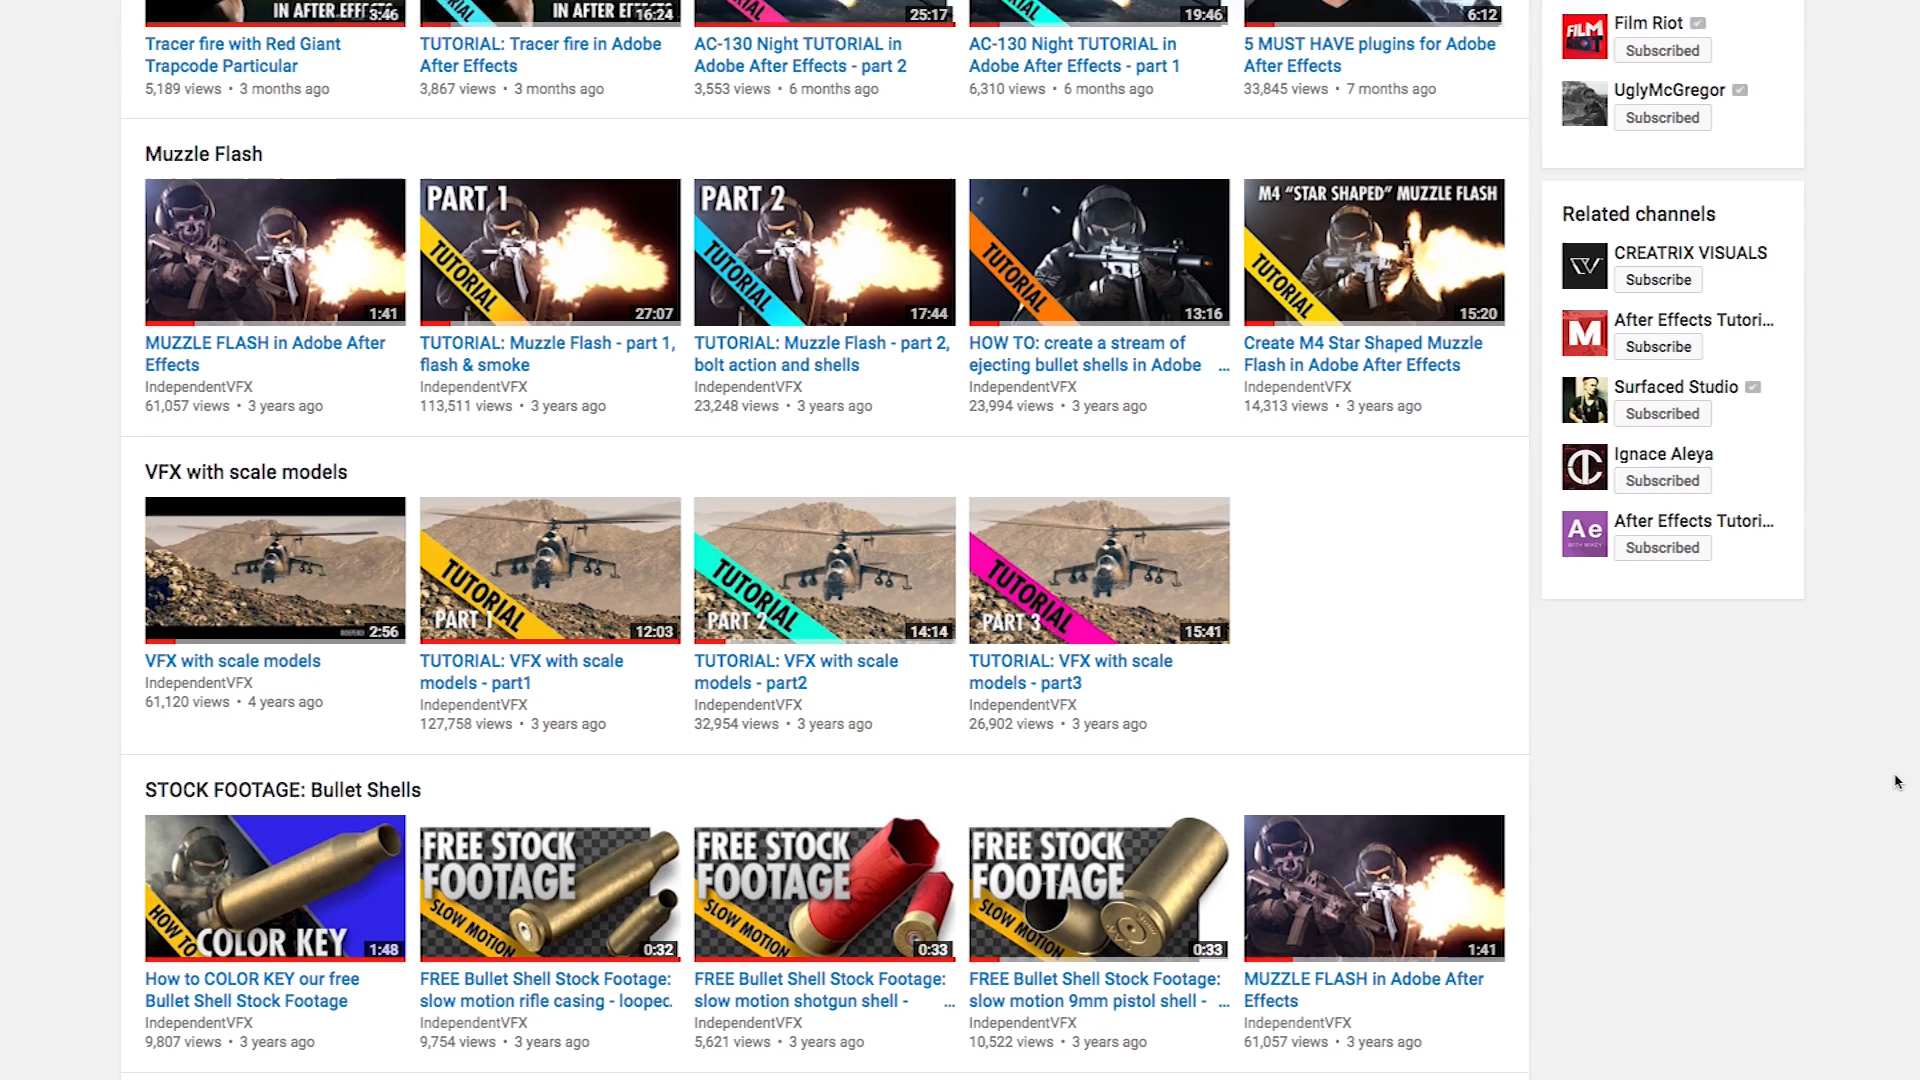 IN AFTER EFFECTS
3:46
IN AFTER EFFECTS
16:24
25:17
19:46
6:12
Tracer fire with Red Giant
Trapcode Particular
5,189 views • 3 months ago
TUTORIAL: Tracer fire in Adobe
After Effects
3,867 views • 3 months ago
AC-130 Night TUTORIAL in
Adobe After Effects - part 2
3,553 views • 6 months ago
AC-130 Night TUTORIAL in
Adobe After Effects - part 1
6,310 views • 6 months ago
5 MUST HAVE plugins for Adobe
After Effects
33,845 views • 7 months ago
Muzzle Flash
1:41
MUZZLE FLASH in Adobe After
Effects
IndependentVFX
61,057 views • 3 years ago
PART 1
TUTORIAL
27:07
TUTORIAL: Muzzle Flash - part 1,
flash & smoke
IndependentVFX
113,511 views • 3 years ago
PART 2
TUTORIAL
17:44
TUTORIAL: Muzzle Flash - part 2,
bolt action and shells
IndependentVFX
23,248 views • 3 years ago
TUTORIAL
13:16
HOW TO: create a stream of
ejecting bullet shells in Adobe ...
IndependentVFX
23,994 views • 3 years ago
M4 “STAR SHAPED” MUZZLE FLASH
TUTORIAL
15:20
Create M4 Star Shaped Muzzle
Flash in Adobe After Effects
IndependentVFX
14,313 views • 3 years ago
VFX with scale models
2:56
VFX with scale models
IndependentVFX
61,120 views • 4 years ago
TUTORIAL
PART 1
12:03
TUTORIAL: VFX with scale
models - part1
IndependentVFX
127,758 views • 3 years ago
TUTORIAL
PART 2
14:14
TUTORIAL: VFX with scale
models - part2
IndependentVFX
32,954 views • 3 years ago
TUTORIAL
PART 3
15:41
TUTORIAL: VFX with scale
models - part3
IndependentVFX
26,902 views • 3 years ago
STOCK FOOTAGE: Bullet Shells
HOW TO
COLOR KEY
1:48
How to COLOR KEY our free
Bullet Shell Stock Footage
IndependentVFX
9,807 views • 3 years ago
FREE STOCK
FOOTAGE
SLOW MOTION
0:32
FREE Bullet Shell Stock Footage:
slow motion rifle casing - looped.
IndependentVFX
9,754 views • 3 years ago
FREE STOCK
FOOTAGE
SLOW MOTION
0:33
FREE Bullet Shell Stock Footage:
slow motion shotgun shell - ...
IndependentVFX
5,621 views • 3 years ago
FREE STOCK
FOOTAGE
SLOW MOTION
0:33
FREE Bullet Shell Stock Footage:
slow motion 9mm pistol shell - ...
IndependentVFX
10,522 views • 3 years ago
1:41
MUZZLE FLASH in Adobe After
Effects
IndependentVFX
61,057 views • 3 years ago
FILM
RIOT
Film Riot
Subscribed
UglyMcGregor
Subscribed
Related channels
CREATRIX VISUALS
Subscribe
M
After Effects Tutori...
Subscribe
Surfaced Studio
Subscribed
Ignace Aleya
Subscribed
Ae
WITH MIKEY
After Effects Tutori...
Subscribed